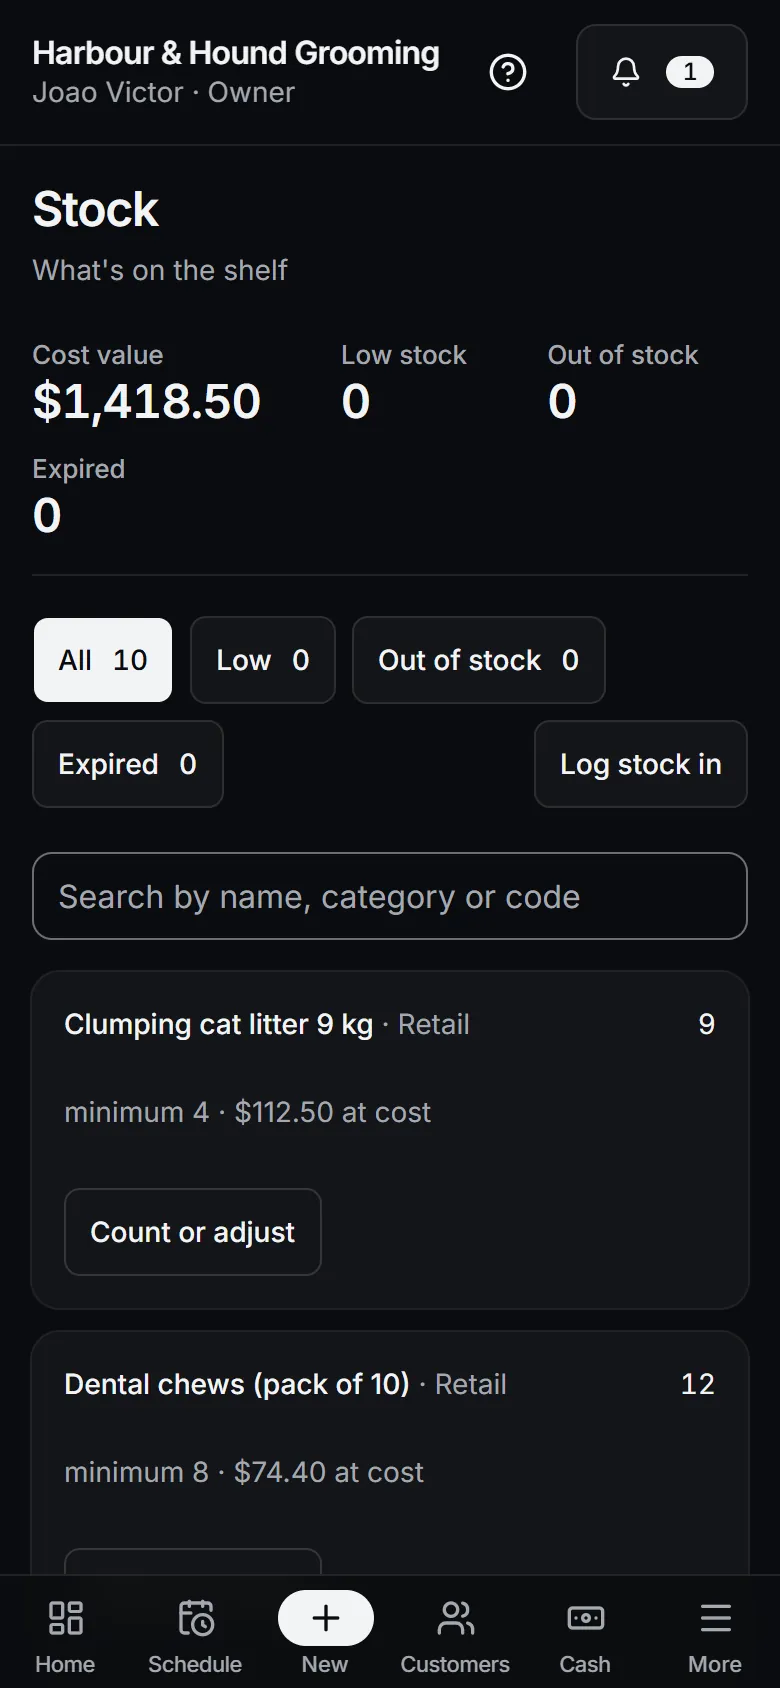 Harbour & Hound Grooming
Joao Victor · Owner
1
Stock
What's on the shelf
Cost value
$1,418.50
Low stock
0
Out of stock
0
Expired
0
All 10
Low 0
Out of stock 0
Expired 0
Log stock in
Search by name, category or code
Clumping cat litter 9 kg · Retail
9
minimum 4 · $112.50 at cost
Count or adjust
Dental chews (pack of 10) · Retail
12
minimum 8 · $74.40 at cost
Home
Schedule
New
Customers
Cash
More